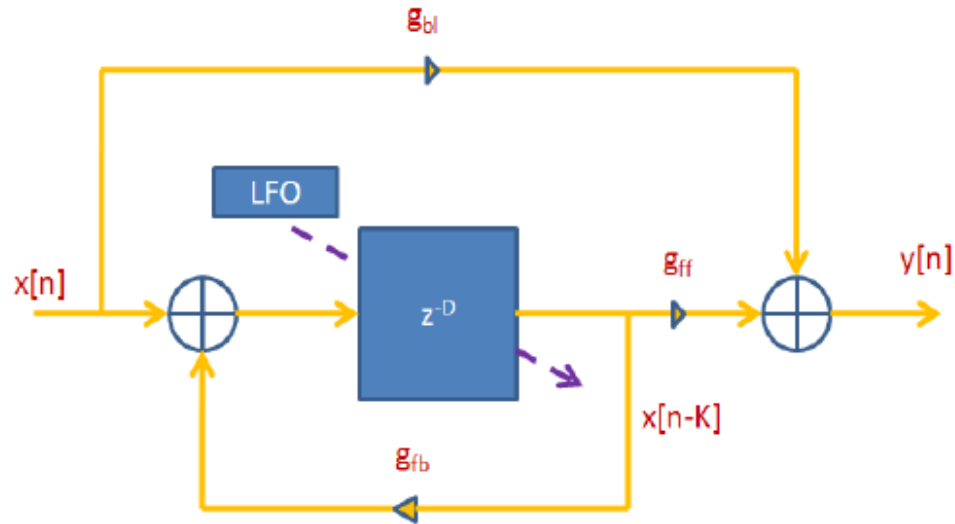 g_bl
LFO
x[n]
z^-D
g_ff
y[n]
x[n-K]
g_fb